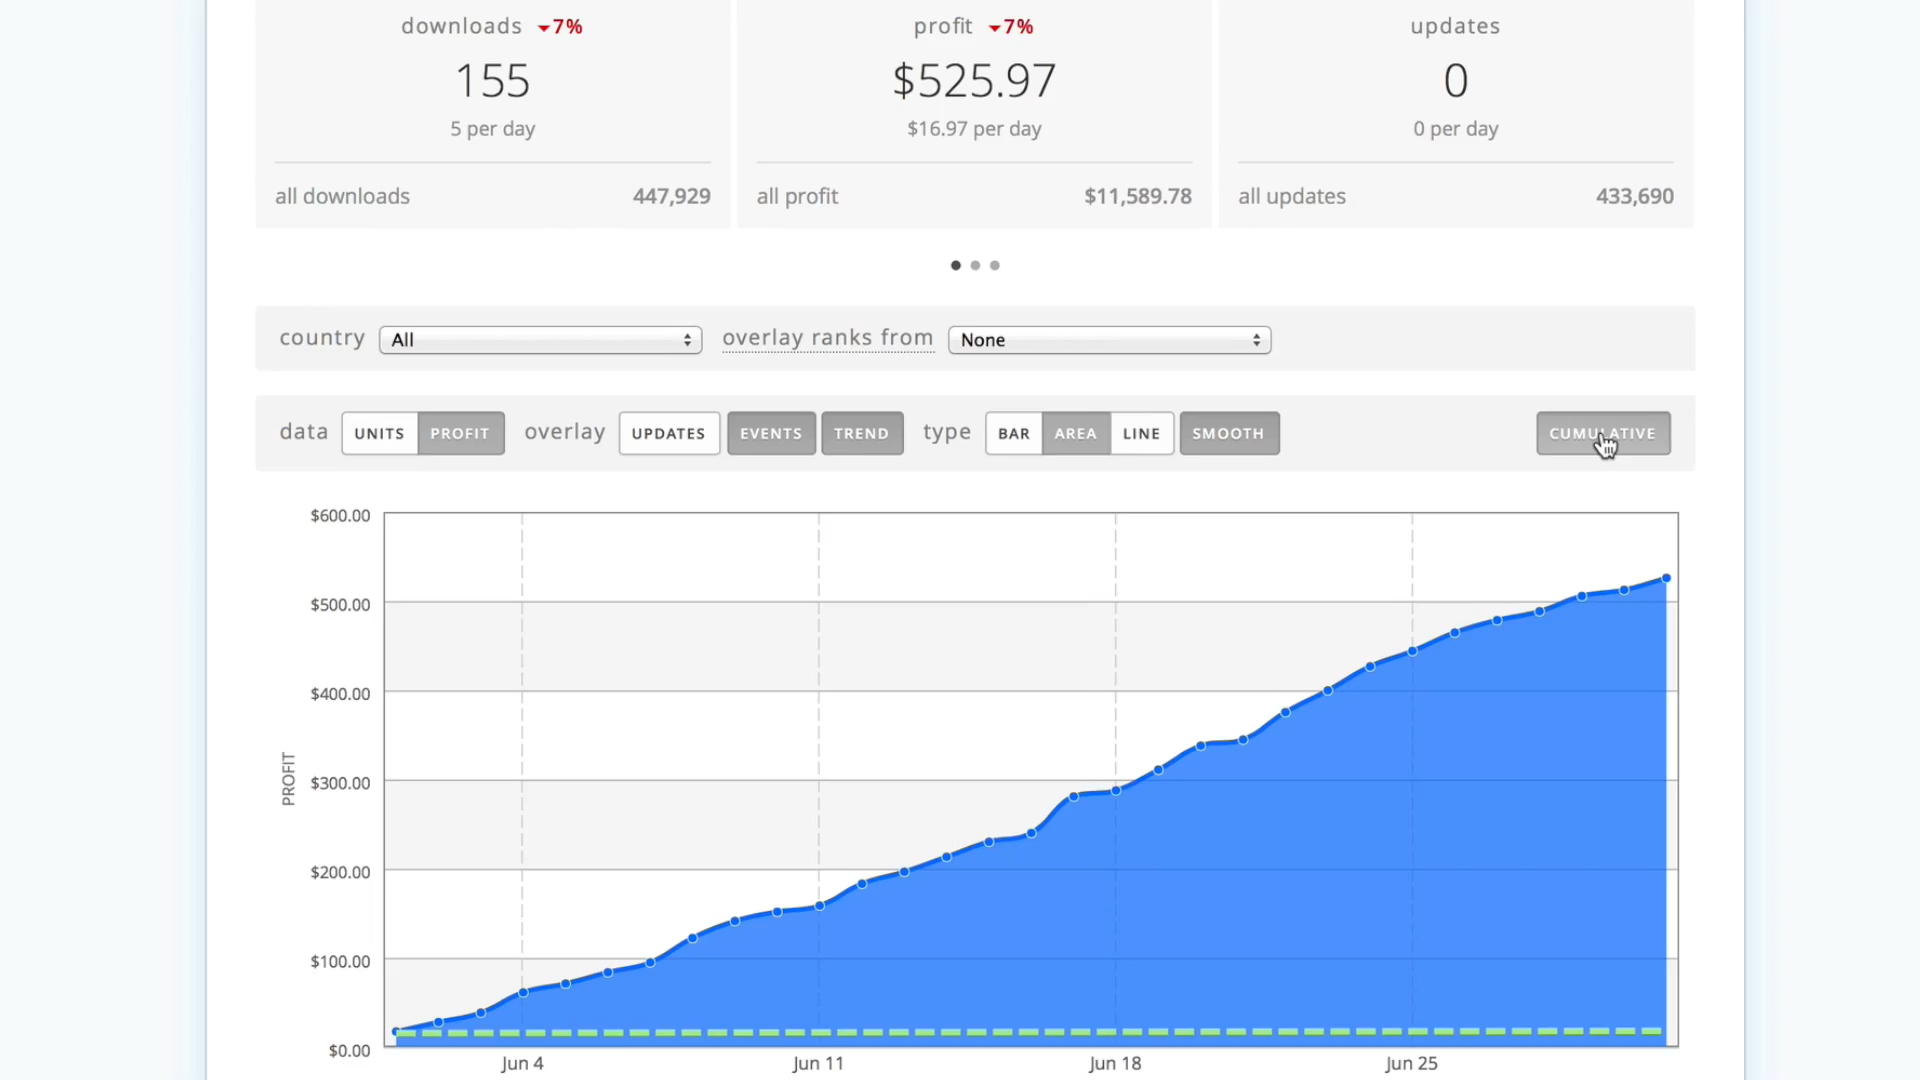 downloads 7% profit 7% updates
155 $525.97 0
5 per day $16.97 per day 0 per day
all downloads 447,929 all profit $11,589.78 all updates 433,690
country All overlay ranks from None
data UNITS PROFIT overlay UPDATES EVENTS TREND type BAR AREA LINE SMOOTH CUMULATIVE
$600.00
$500.00
$400.00
$300.00
$200.00
$100.00
$0.00
PROFIT
Jun 4 Jun 11 Jun 18 Jun 25